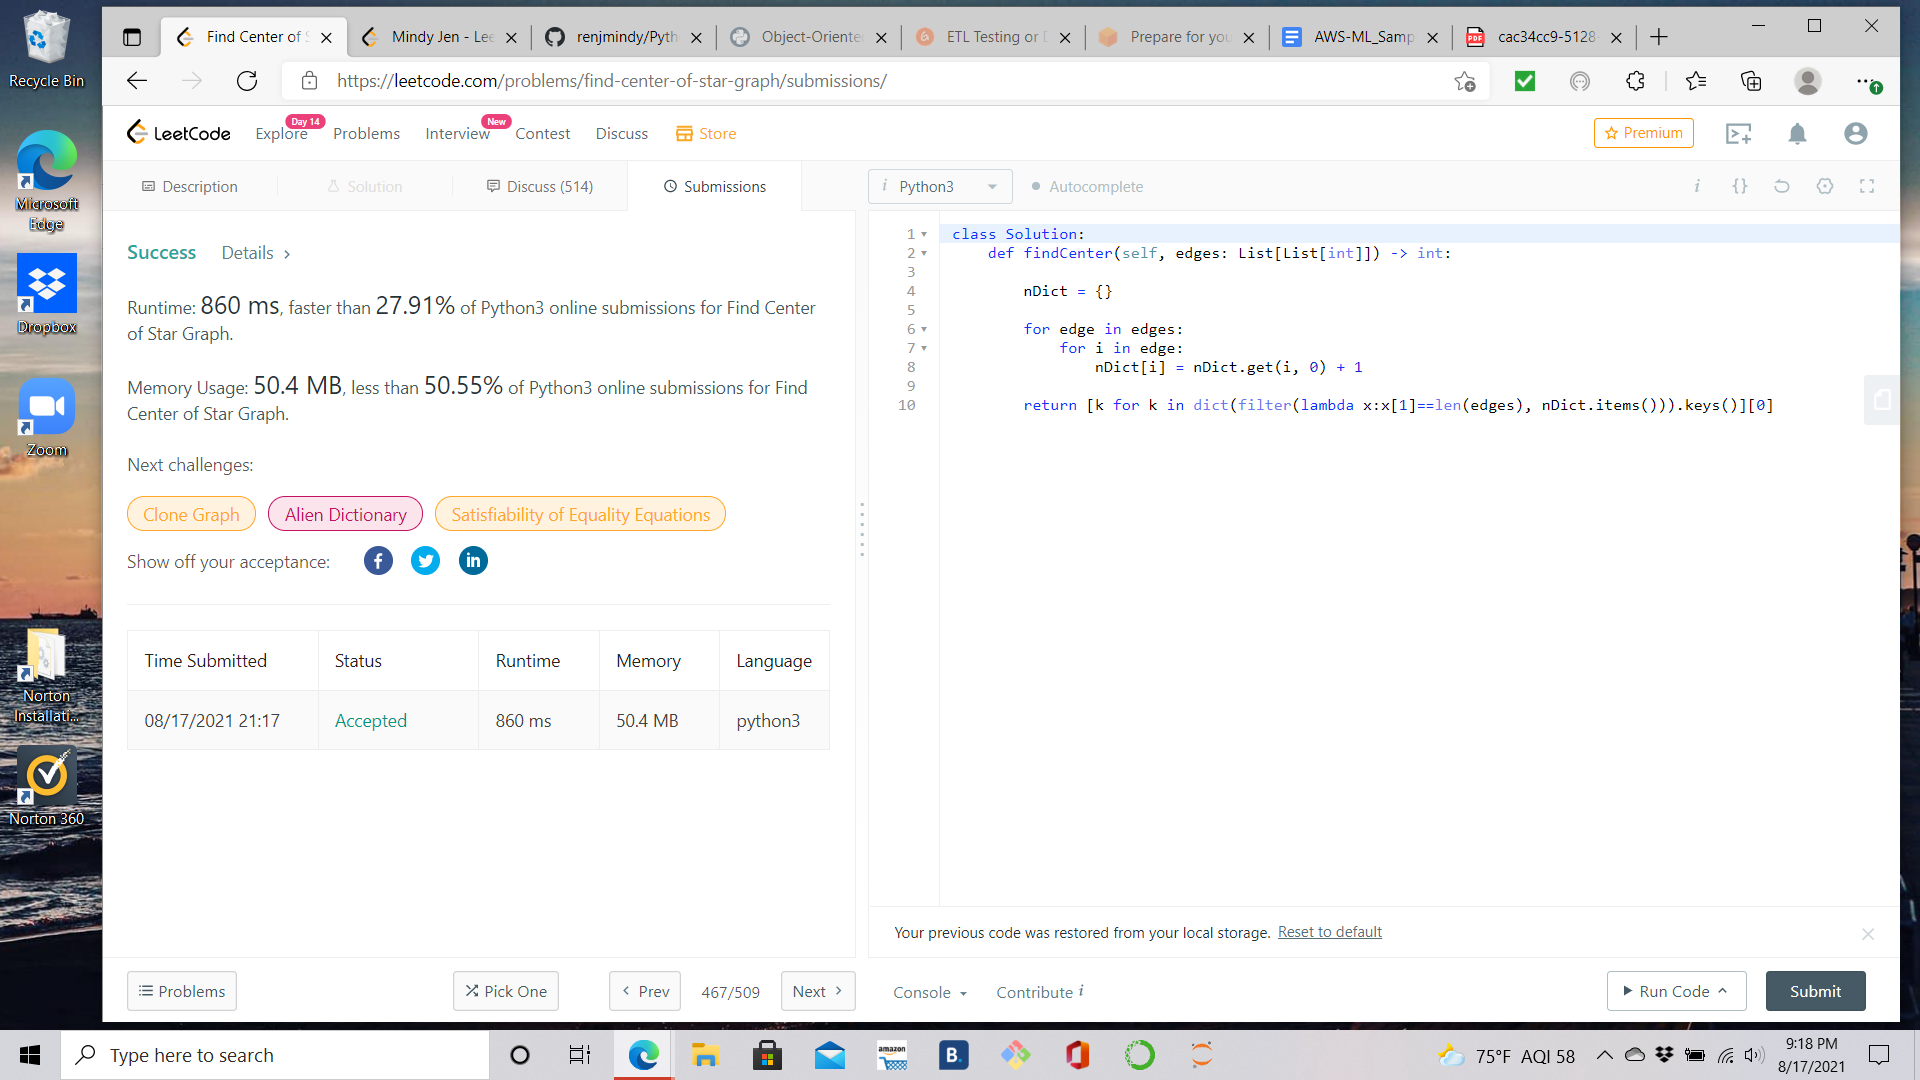 Recycle Bin
Microsoft
Edge
Dropbox
Zoom
Norton
Installati...
Norton 360
Find Center of S
Mindy Jen - Lee
renjmindy/Pyth
Object-Oriente
ETL Testing or D
Prepare for you
AWS-ML_Samp
PDF
cac34cc9-5128
https://leetcode.com/problems/find-center-of-star-graph/submissions/
LeetCode
Explore
Day 14
Problems
Interview
New
Contest
Discuss
Store
Premium
Description
Solution
Discuss (514)
Submissions
i Python3
Autocomplete
i {}
Success Details >
Runtime: 860 ms, faster than 27.91% of Python3 online submissions for Find Center
of Star Graph.
Memory Usage: 50.4 MB, less than 50.55% of Python3 online submissions for Find
Center of Star Graph.
Next challenges:
Clone Graph
Alien Dictionary
Satisfiability of Equality Equations
Show off your acceptance: f in
Time Submitted Status Runtime Memory Language
08/17/2021 21:17 Accepted 860 ms 50.4 MB python3
1 class Solution:
2 def findCenter(self, edges: List[List[int]]) -> int:
3
4 nDict = {}
5
6 for edge in edges:
7 for i in edge:
8 nDict[i] = nDict.get(i, 0) + 1
9
10 return [k for k in dict(filter(lambda x:x[1]==len(edges), nDict.items())).keys()][0]
Your previous code was restored from your local storage. Reset to default
Problems
Pick One
< Prev
467/509
Next >
Console
Contribute i
Run Code
Submit
Type here to search
amazon
B.
75°F AQI 58
9:18 PM
8/17/2021